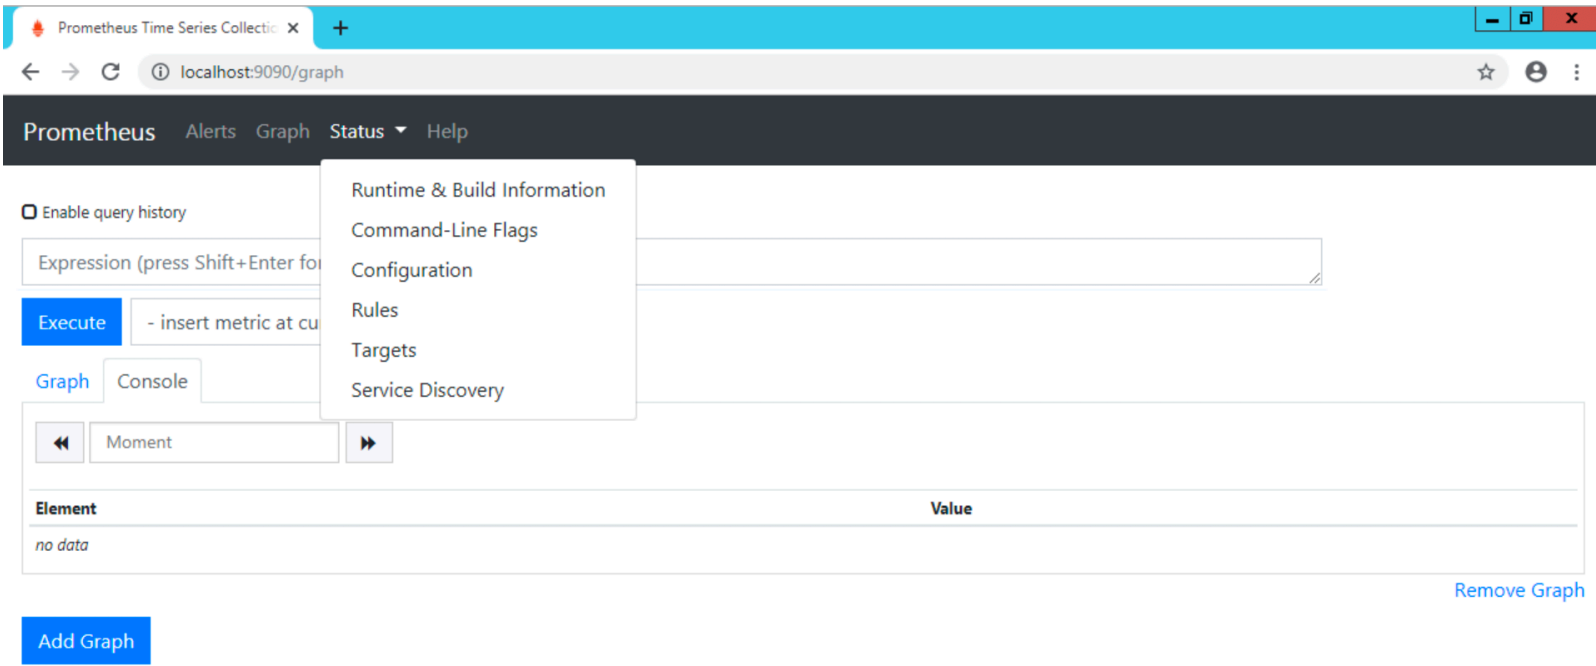 Prometheus Time Series Collectio
localhost:9090/graph
Prometheus Alerts Graph Status Help
Runtime & Build Information
Command-Line Flags
Configuration
Rules
Targets
Service Discovery
Enable query history
Expression (press Shift+Enter for
Execute - insert metric at cu
Graph Console
Moment
Element Value
no data
Remove Graph
Add Graph